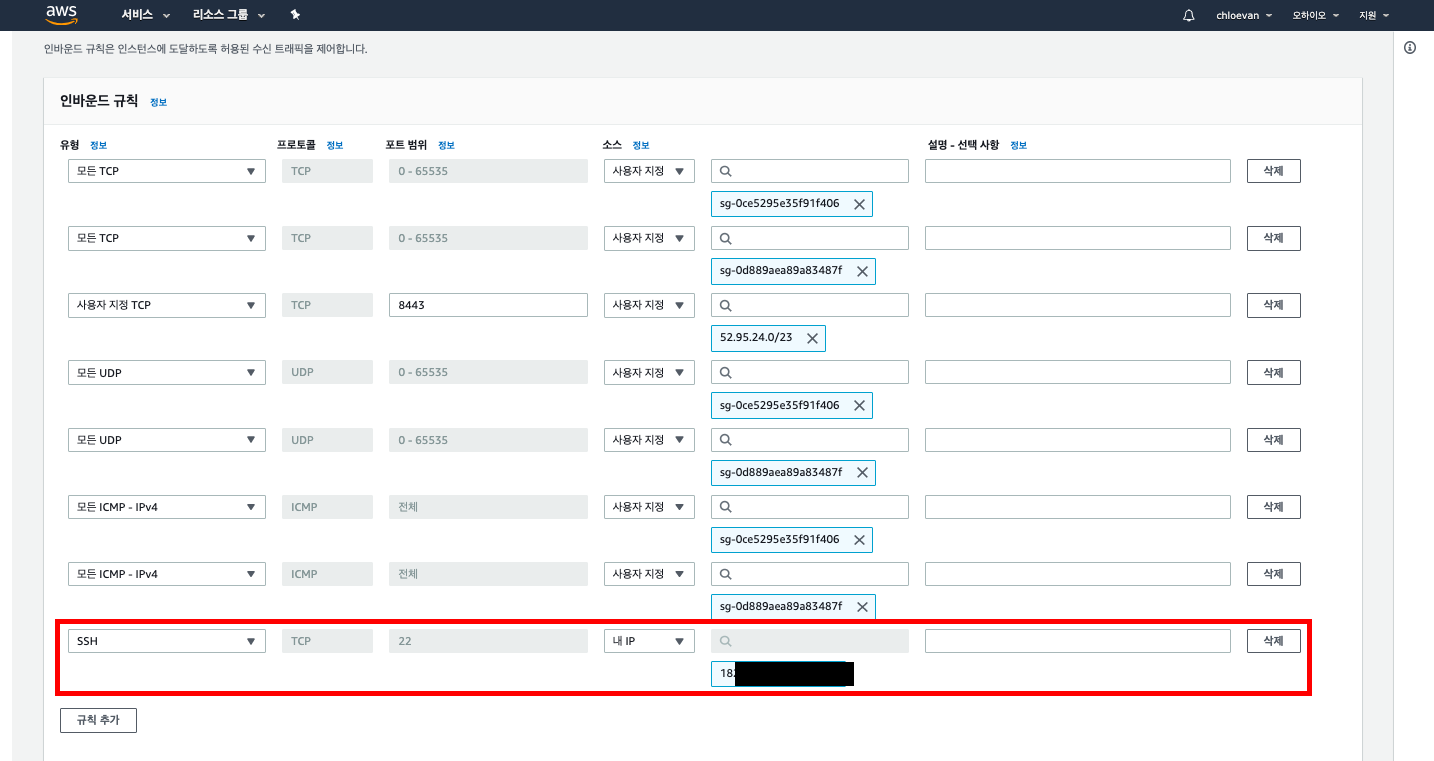 aws 서비스 리소스 그룹 chloevan 오하이오 지원
인바운드 규칙은 인스턴스에 도달하도록 허용된 수신 트래픽을 제어합니다.
인바운드 규칙 정보
유형 정보 프로토콜 정보 포트 범위 정보 소스 정보 설명 - 선택 사항 정보
모든 TCP TCP 0 - 65535 사용자 지정 삭제
sg-0ce5295e35f91f406
모든 TCP TCP 0 - 65535 사용자 지정 삭제
sg-0d889aea89a83487f
사용자 지정 TCP TCP 8443 사용자 지정 삭제
52.95.24.0/23
모든 UDP UDP 0 - 65535 사용자 지정 삭제
sg-0ce5295e35f91f406
모든 UDP UDP 0 - 65535 사용자 지정 삭제
sg-0d889aea89a83487f
모든 ICMP - IPv4 ICMP 전체 사용자 지정 삭제
sg-0ce5295e35f91f406
모든 ICMP - IPv4 ICMP 전체 사용자 지정 삭제
sg-0d889aea89a83487f
SSH TCP 22 내 IP 삭제
규칙 추가